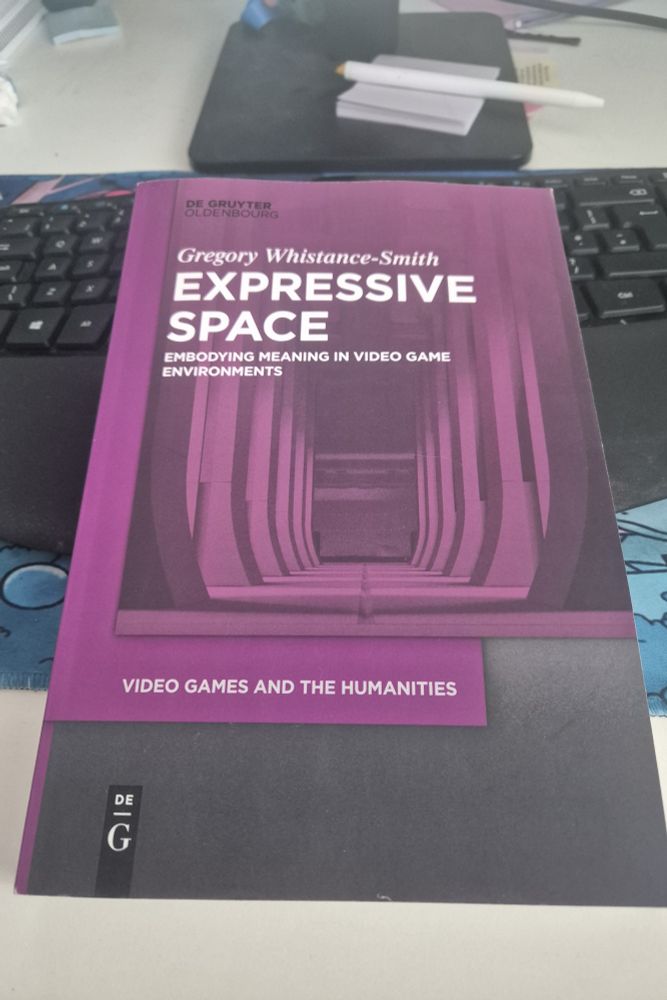 DE GRUYTER
OLDENBOURG
Gregory Whistance-Smith
EXPRESSIVE
SPACE
EMBODYING MEANING IN VIDEO GAME
ENVIRONMENTS
VIDEO GAMES AND THE HUMANITIES
DE
G
Ctrl